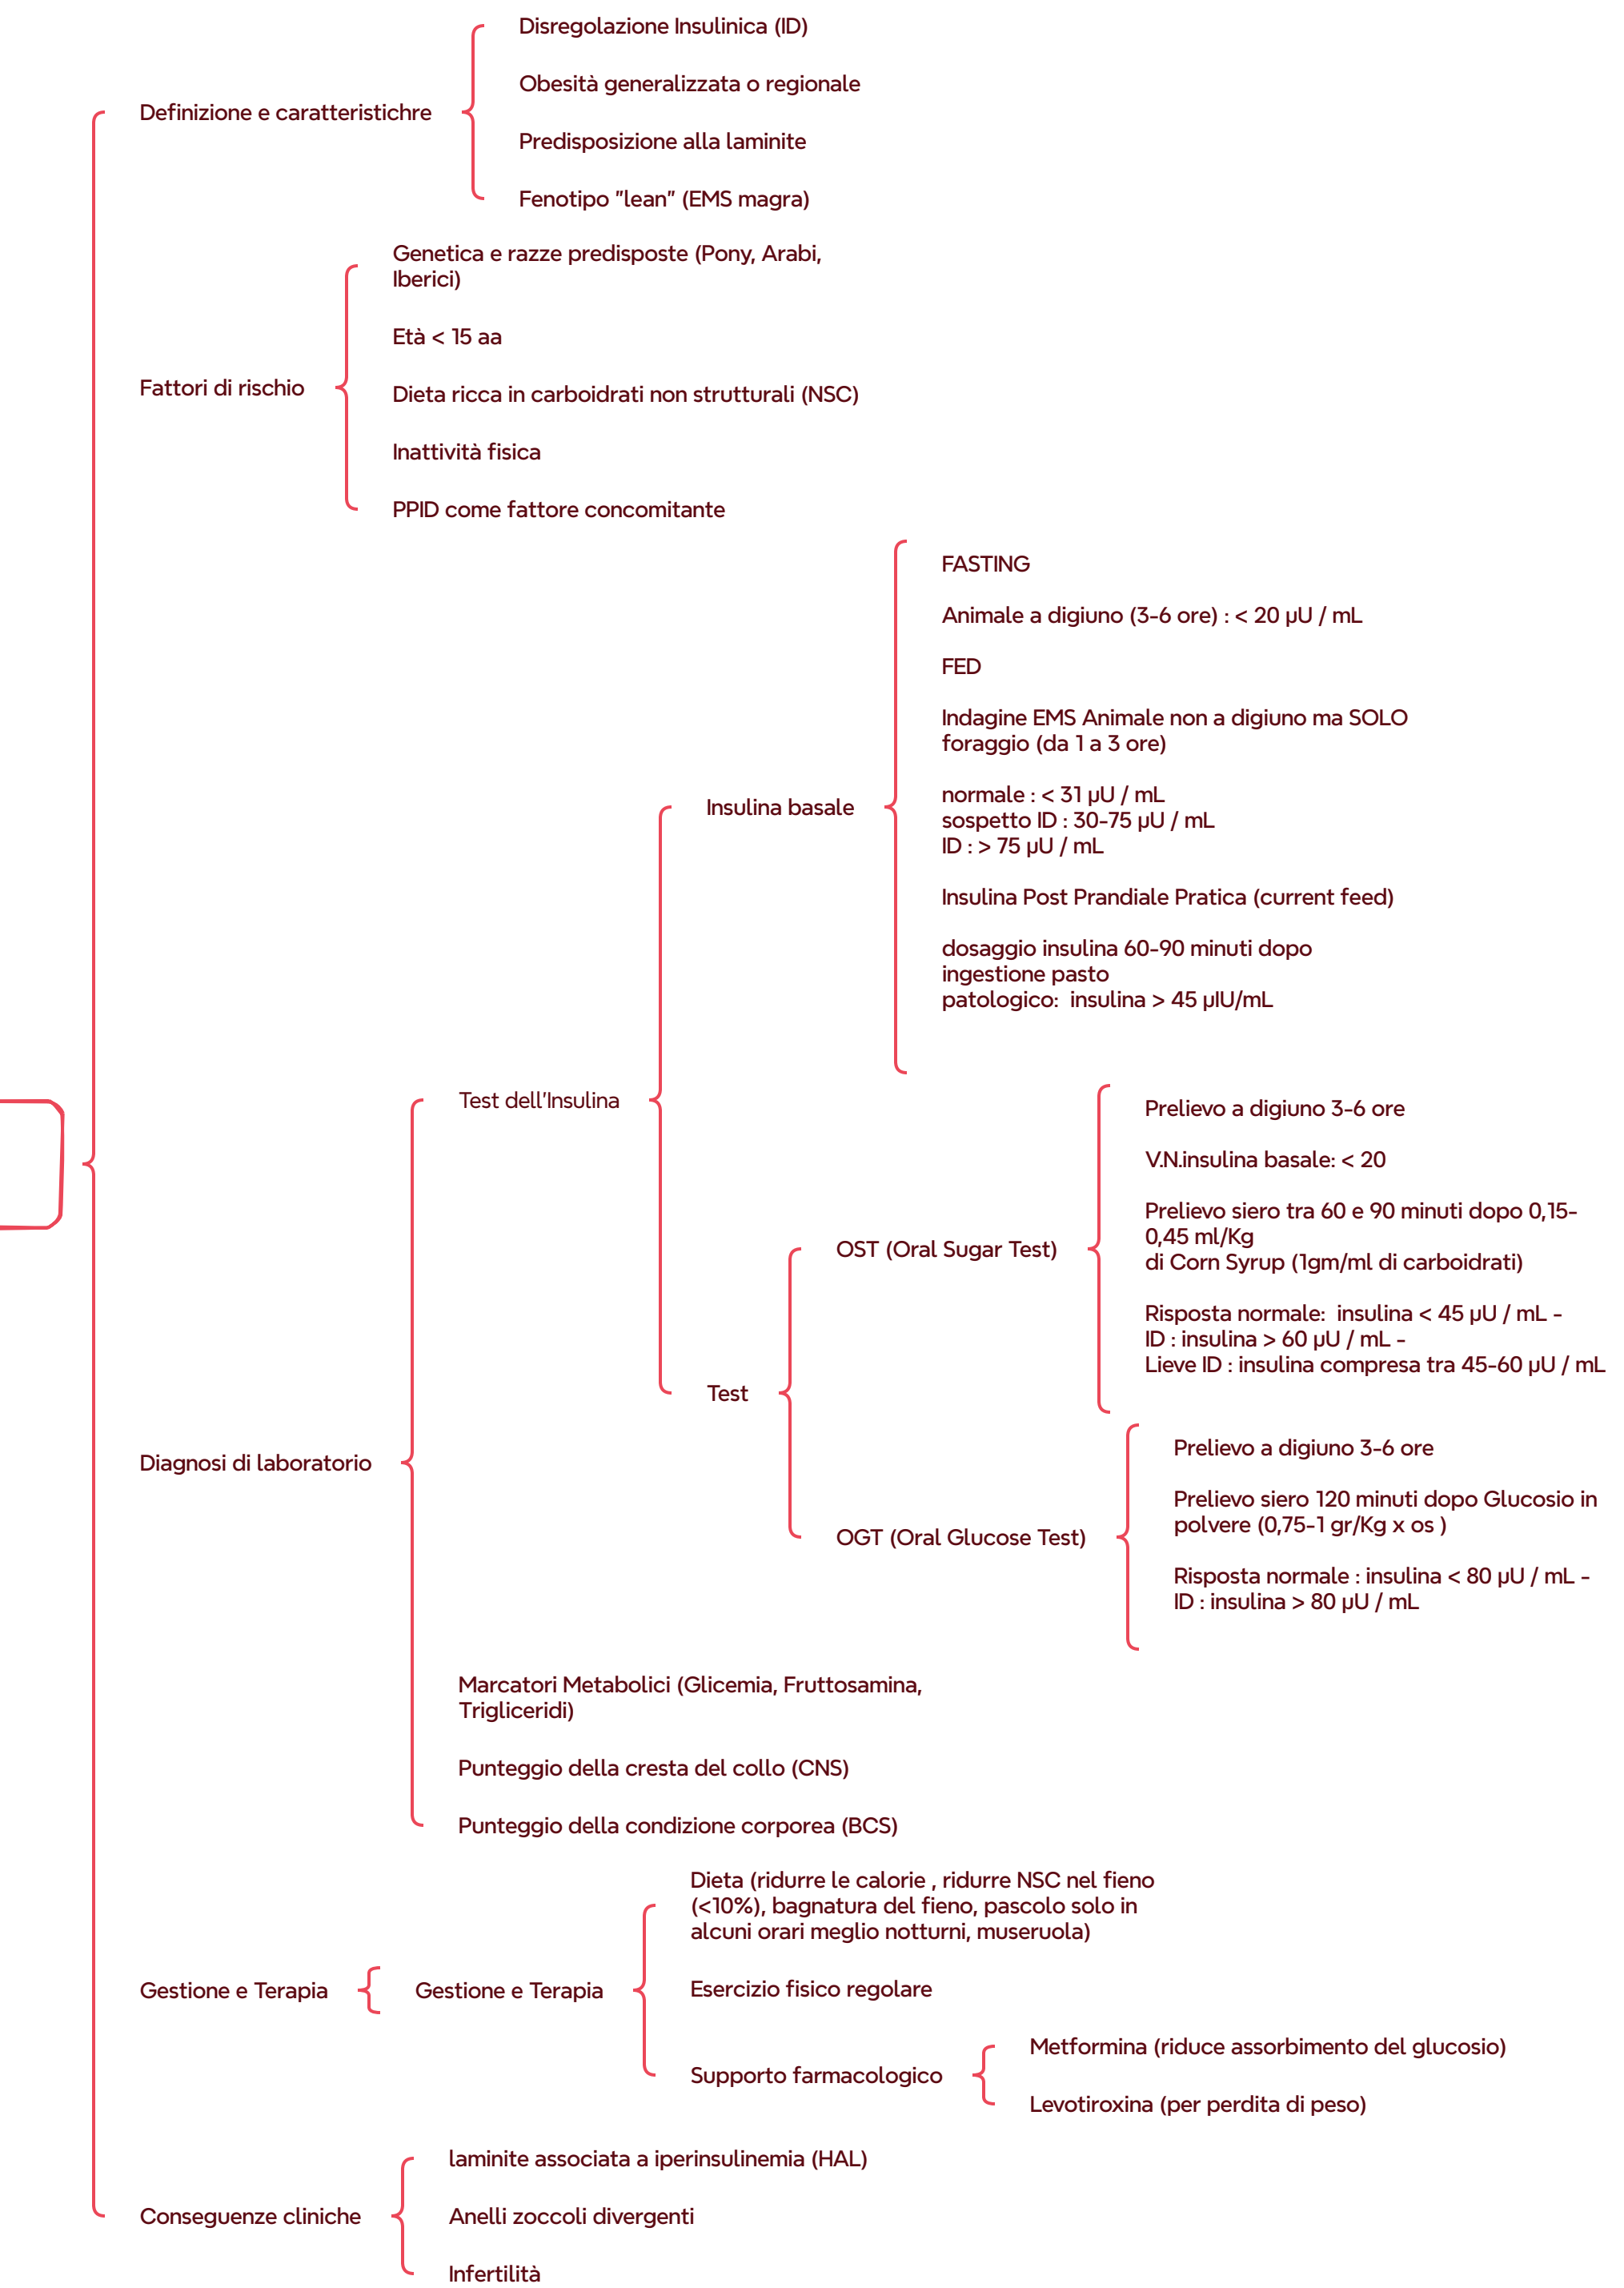 Definizione e caratteristichre
Disregolazione Insulinica (ID)
Obesità generalizzata o regionale
Predisposizione alla laminite
Fenotipo "lean" (EMS magra)
Fattori di rischio
Genetica e razze predisposte (Pony, Arabi,
Iberici)
Età < 15 aa
Dieta ricca in carboidrati non strutturali (NSC)
Inattività fisica
PPID come fattore concomitante
Diagnosi di laboratorio
Test dell'Insulina
Insulina basale
FASTING
Animale a digiuno (3-6 ore) : < 20 µU / mL
FED
Indagine EMS Animale non a digiuno ma SOLO
foraggio (da 1 a 3 ore)
normale : < 31 µU / mL
sospetto ID : 30-75 µU / mL
ID : > 75 µU / mL
Insulina Post Prandiale Pratica (current feed)
dosaggio insulina 60-90 minuti dopo
ingestione pasto
patologico:  insulina > 45 µIU/mL
Test
OST (Oral Sugar Test)
Prelievo a digiuno 3-6 ore
V.N.insulina basale: < 20
Prelievo siero tra 60 e 90 minuti dopo 0,15-
0,45 ml/Kg
di Corn Syrup (1gm/ml di carboidrati)
Risposta normale:  insulina < 45 µU / mL -
ID : insulina > 60 µU / mL -
Lieve ID : insulina compresa tra 45-60 µU / mL
OGT (Oral Glucose Test)
Prelievo a digiuno 3-6 ore
Prelievo siero 120 minuti dopo Glucosio in
polvere (0,75-1 gr/Kg x os )
Risposta normale : insulina < 80 µU / mL -
ID : insulina > 80 µU / mL
Marcatori Metabolici (Glicemia, Fruttosamina,
Trigliceridi)
Punteggio della cresta del collo (CNS)
Punteggio della condizione corporea (BCS)
Gestione e Terapia
Gestione e Terapia
Dieta (ridurre le calorie , ridurre NSC nel fieno
(<10%), bagnatura del fieno, pascolo solo in
alcuni orari meglio notturni, museruola)
Esercizio fisico regolare
Supporto farmacologico
Metformina (riduce assorbimento del glucosio)
Levotiroxina (per perdita di peso)
Conseguenze cliniche
laminite associata a iperinsulinemia (HAL)
Anelli zoccoli divergenti
Infertilità